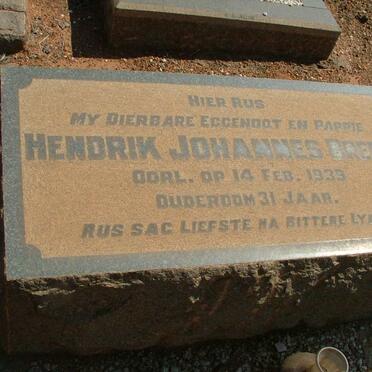 HIER RUS
MY DIERBARE EGGENOOT EN PAPPIE
HENDRIK JOHANNES
OORL. OP 14 FEB. 1939
OUDERDOM 31 JAAR.
RUS SAG LIEFSTE NA BITTERE